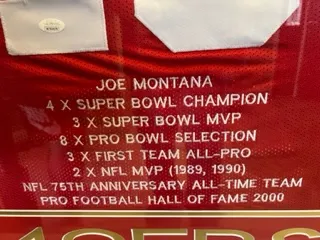 JOE MONTANA
4 X SUPER BOWL CHAMPION
3 X SUPER BOWL MVP
8 X PRO BOWL SELECTION
3 X FIRST TEAM ALL-PRO
2 X NFL MVP (1989, 1990)
NFL 75TH ANNIVERSARY ALL-TIME TEAM
PRO FOOTBALL HALL OF FAME 2000
49ERS